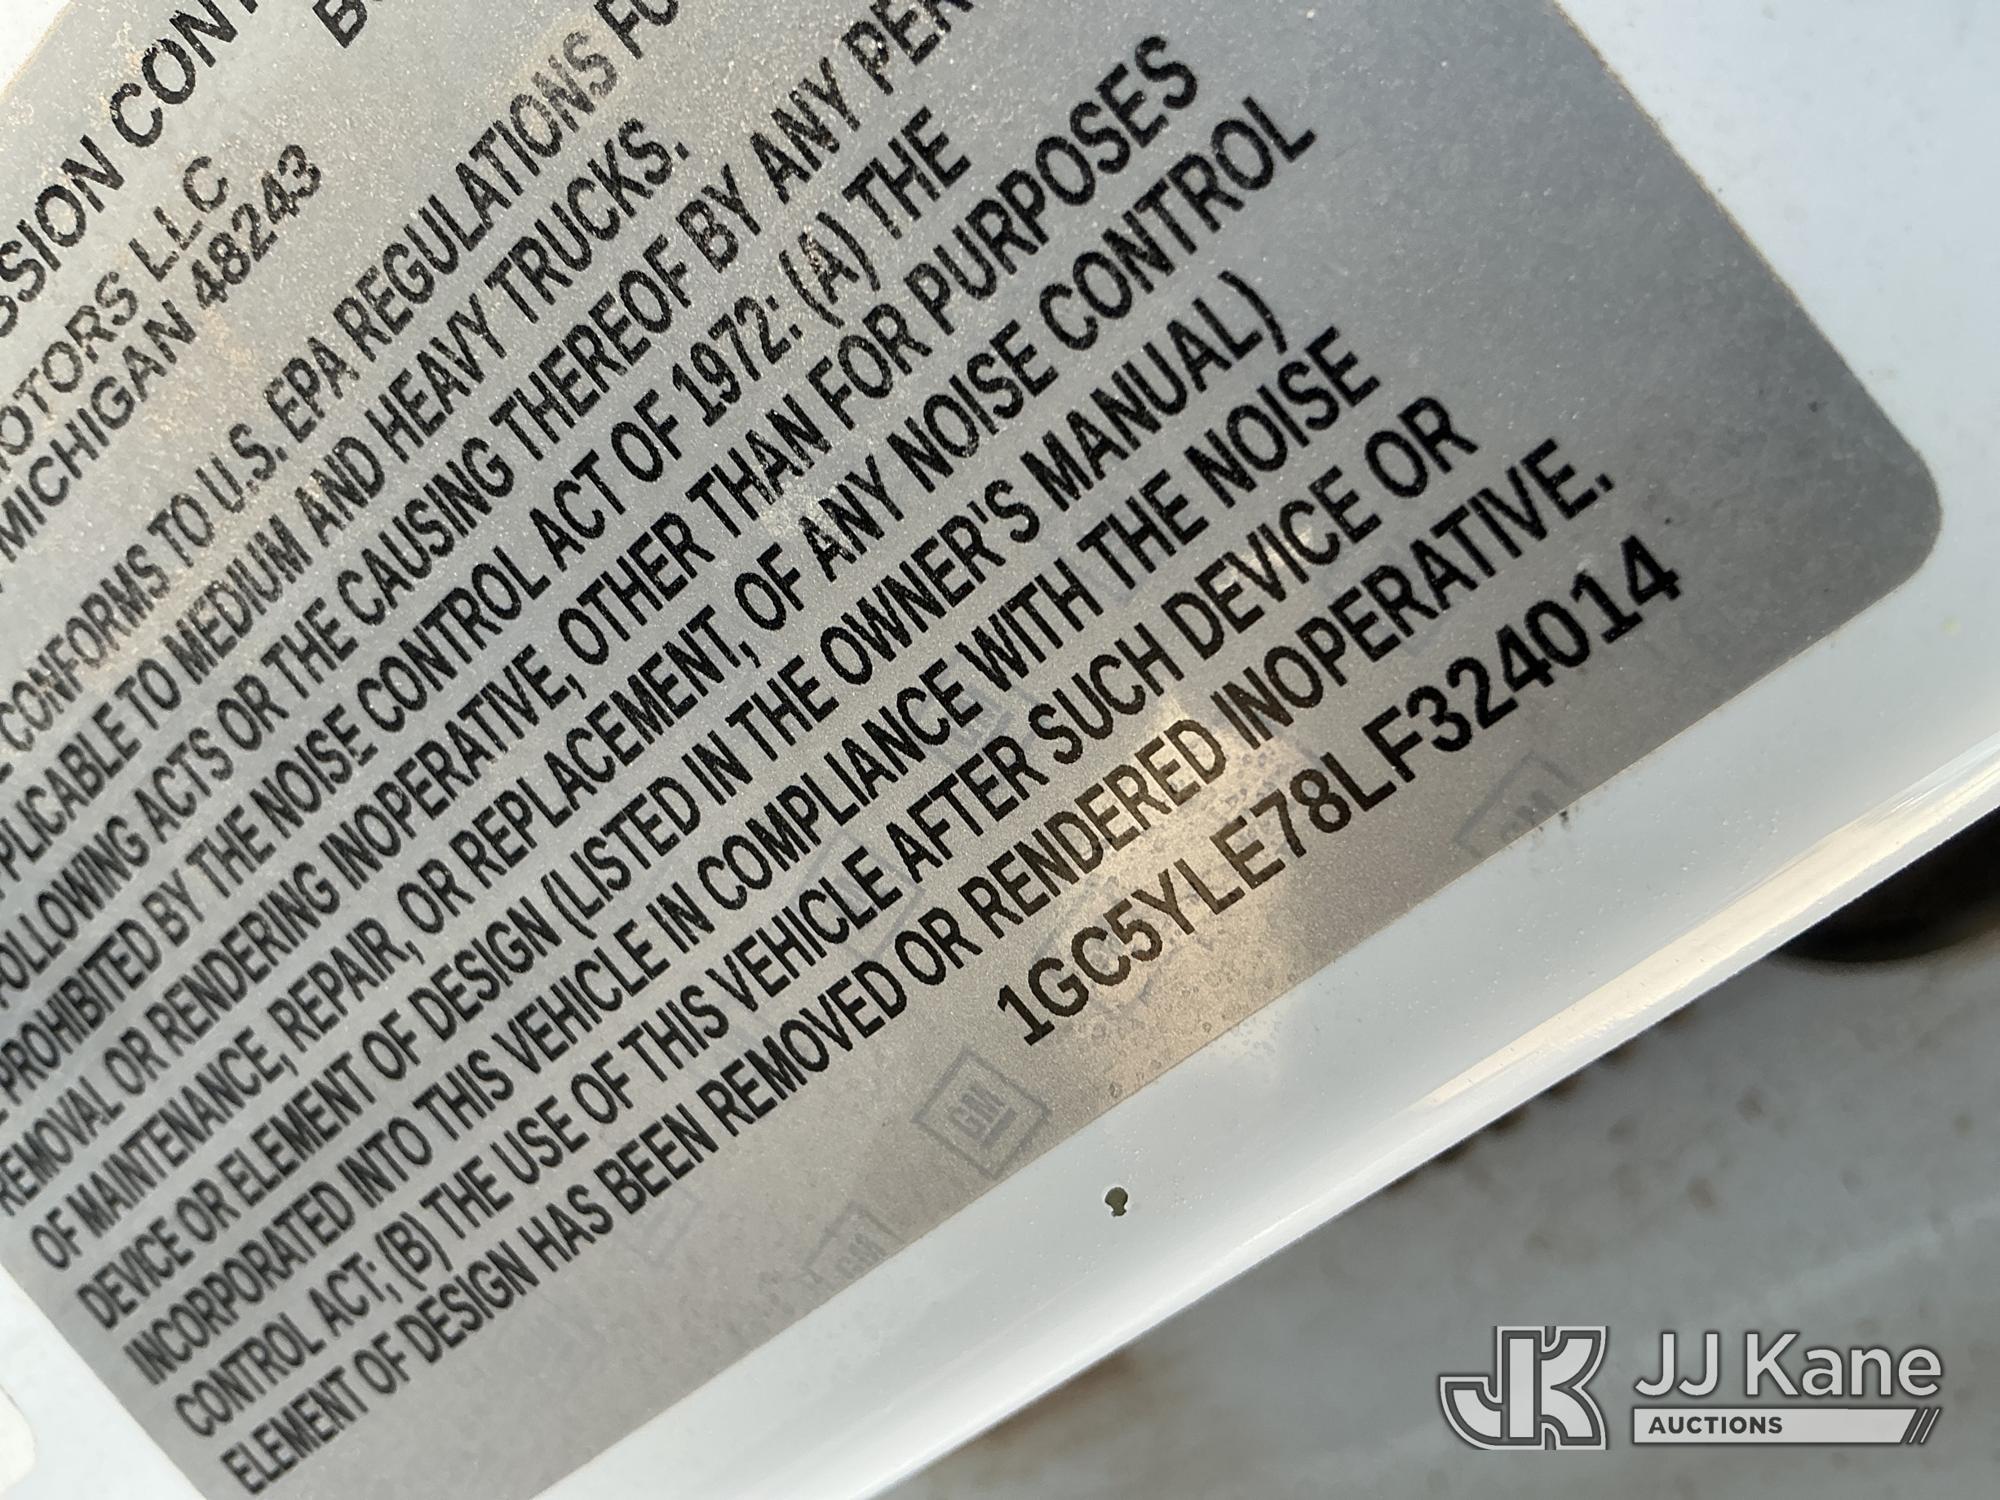 CONT
MOTORS LLC
MICHIGAN 48243
CONFORMS TO U.S. EPA REGULATIONS
TO MEDIUM AND HEAVY TRUCKS.
FOLLOWING ACTS OR THE CAUSING THEREOF BY ANY PER
PROHIBITED BY THE NOISE CONTROL ACT OF 1972: (A) THE
REMOVAL OR RENDERING INOPERATIVE, OTHER THAN FOR PURPOSES
OF MAINTENANCE, REPAIR, OR REPLACEMENT, OF ANY NOISE CONTROL
DEVICE OR ELEMENT OF DESIGN (LISTED IN THE OWNER'S MANUAL)
INCORPORATED INTO THIS VEHICLE IN COMPLIANCE WITH THE NOISE
CONTROL ACT; (B) THE USE OF THIS VEHICLE AFTER SUCH DEVICE OR
ELEMENT OF DESIGN HAS BEEN REMOVED OR RENDERED INOPERATIVE.
1GC5YLE78LF324014
GM
JK JJ Kane
AUCTIONS